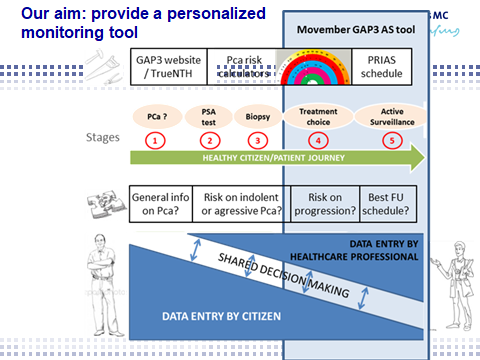 Our aim: provide a personalized
monitoring tool
Movember GAP3 AS tool
MC
GAP3 website
/ TrueNTH
Pca risk
calculators
PRIAS
schedule
Stages
PCa ?
PSA
test
Biopsy
Treatment
choice
Active
Surveillance
1
2
3
4
5
HEALTHY CITIZEN/PATIENT JOURNEY
General info
on Pca?
Risk on indolent
or agressive Pca?
Risk on
progression?
Best FU
schedule?
DATA ENTRY BY
HEALTHCARE PROFESSIONAL
SHARED DECISION MAKING
DATA ENTRY BY CITIZEN